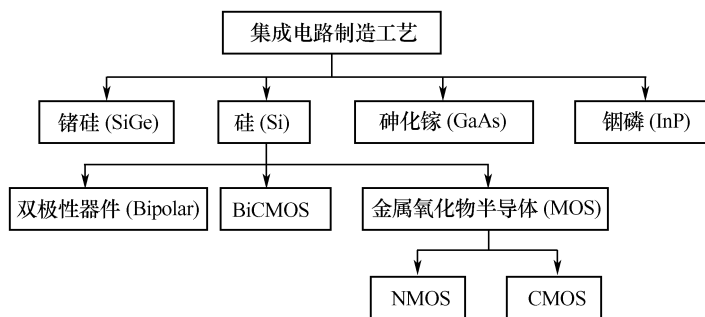 集成电路制造工艺
锗硅 (SiGe)
硅 (Si)
砷化镓 (GaAs)
铟磷 (InP)
双极性器件 (Bipolar)
BiCMOS
金属氧化物半导体 (MOS)
NMOS
CMOS